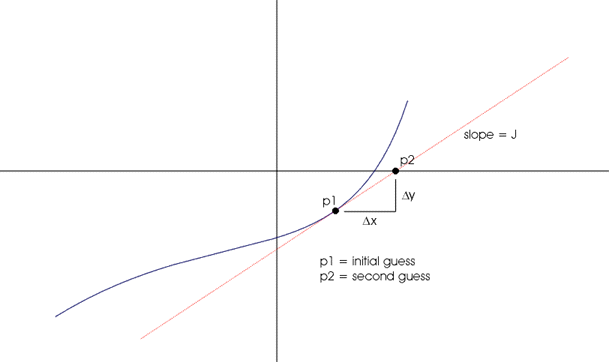 slope = J
p2
p1
Δy
Δx
p1 = initial guess
p2 = second guess